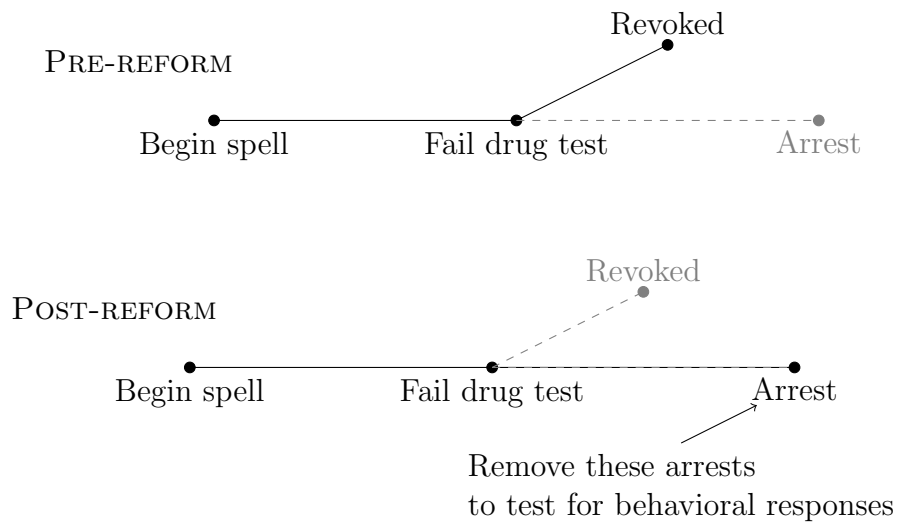 Revoked
PRE-REFORM
Begin spell
Fail drug test
Arrest
Revoked
POST-REFORM
Begin spell
Fail drug test
Arrest
Remove these arrests
to test for behavioral responses